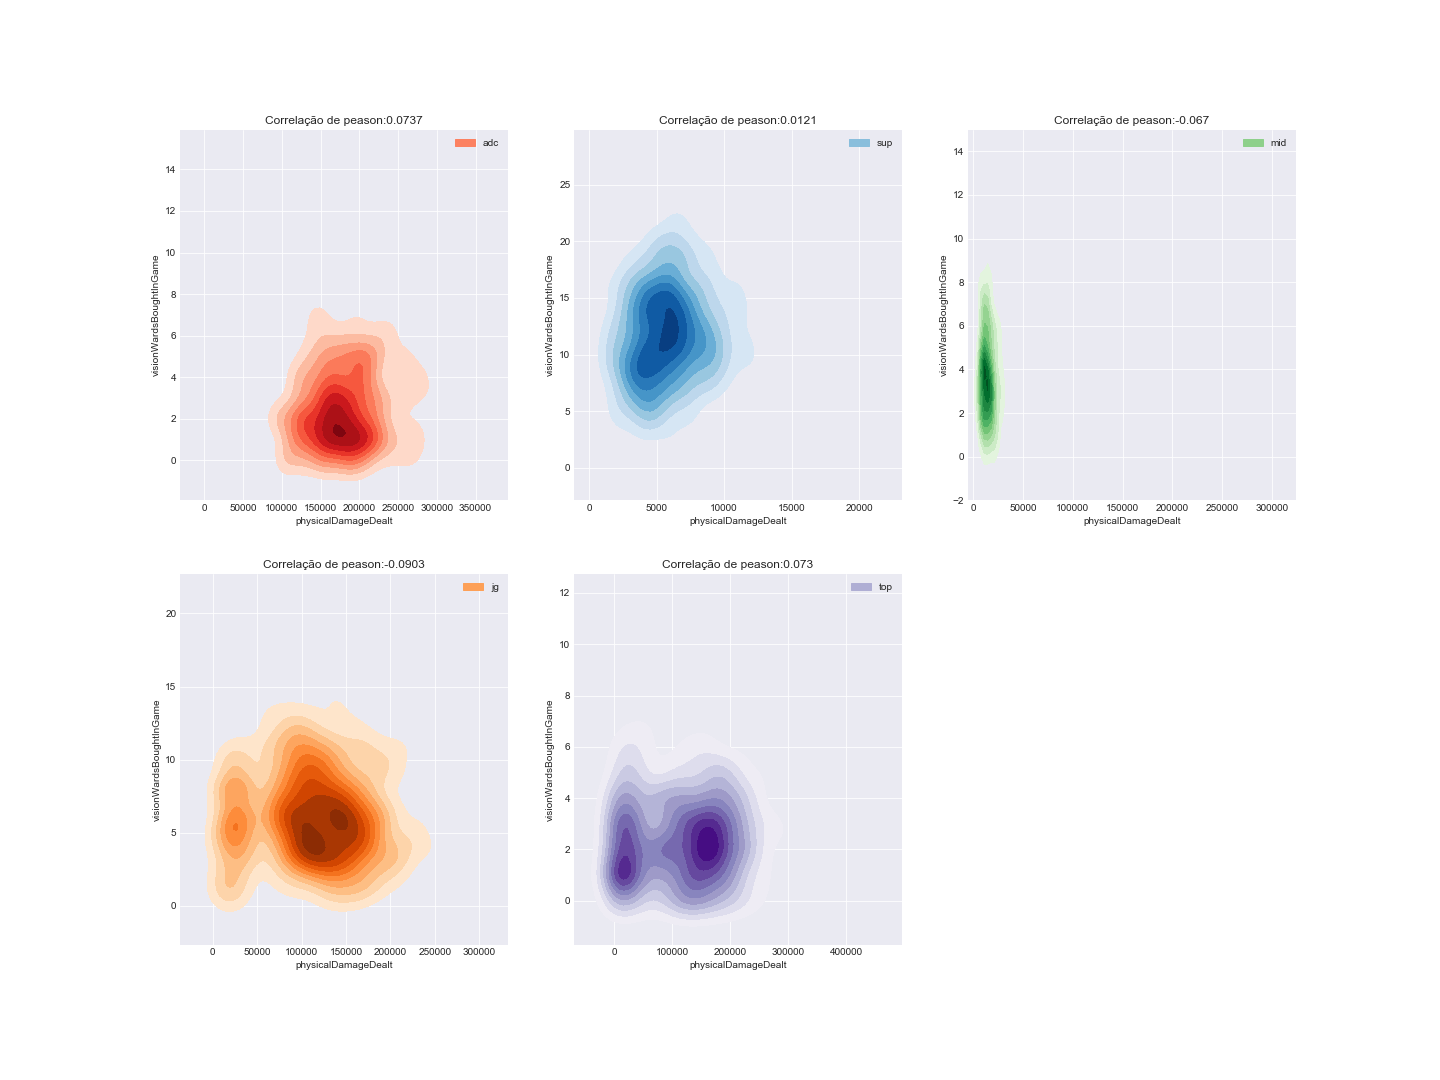 Correlação de peason:0.0737
adc
14
12
10
8
6
4
2
0
visionWardsBoughtInGame
0 50000 100000 150000 200000 250000 300000 350000
physicalDamageDealt
Correlação de peason:0.0121
sup
25
20
15
10
5
0
visionWardsBoughtInGame
0 5000 10000 15000 20000
physicalDamageDealt
Correlação de peason:-0.067
mid
14
12
10
8
6
4
2
0
−2
visionWardsBoughtInGame
0 50000 100000 150000 200000 250000 300000
physicalDamageDealt
Correlação de peason:-0.0903
jg
20
15
10
5
0
visionWardsBoughtInGame
0 50000 100000 150000 200000 250000 300000
physicalDamageDealt
Correlação de peason:0.073
top
12
10
8
6
4
2
0
visionWardsBoughtInGame
0 100000 200000 300000 400000
physicalDamageDealt